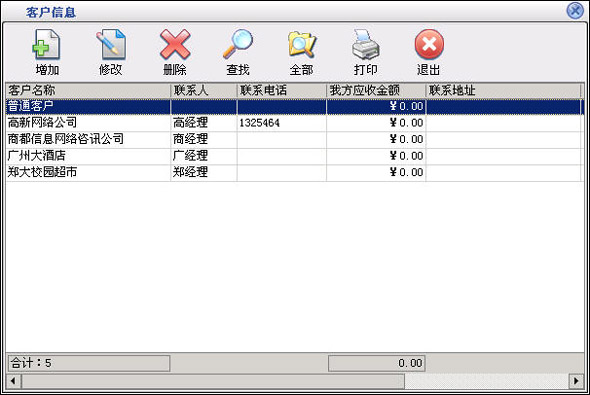 客户信息
增加 修改 删除 查找 全部 打印 退出
客户名称 联系人 联系电话 我方应收金额 联系地址
普通客户 ￥0.00
高新网络公司 高经理 1325464 ￥0.00
商都信息网络咨讯公司 商经理 ￥0.00
广州大酒店 广经理 ￥0.00
郑大校园超市 郑经理 ￥0.00
合计：5 0.00